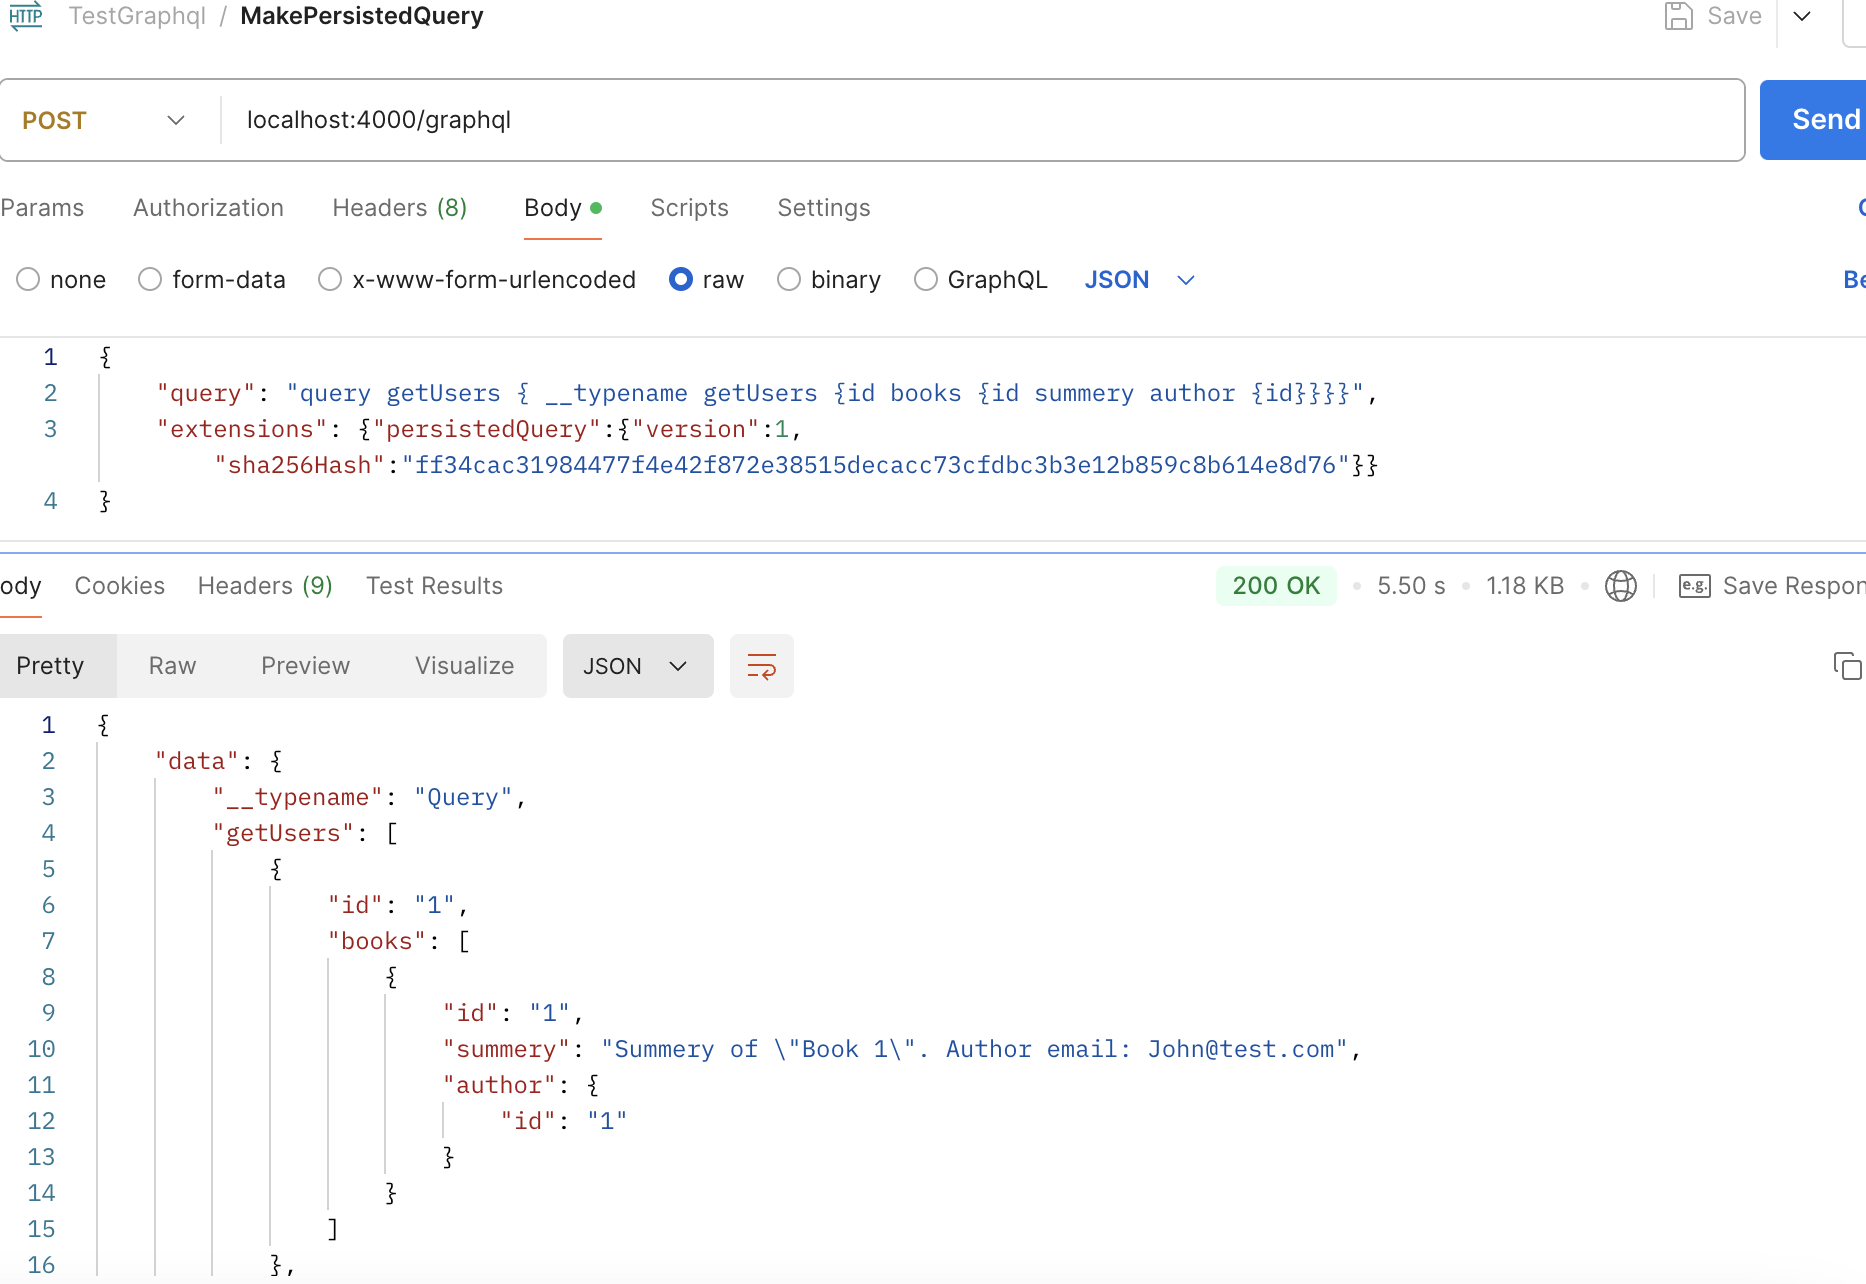 HTTP TestGraphql / MakePersistedQuery Save
POST localhost:4000/graphql Send
Params Authorization Headers (8) Body Scripts Settings
none form-data x-www-form-urlencoded raw binary GraphQL JSON Be
1 {
2 "query": "query getUsers { __typename getUsers {id books {id summery author {id}}}}",
3 "extensions": {"persistedQuery":{"version":1,
"sha256Hash":"ff34cac31984477f4e42f872e38515decacc73cfdbc3b3e12b859c8b614e8d76"}}
4 }
ody Cookies Headers (9) Test Results 200 OK • 5.50 s • 1.18 KB • e.g. Save Respon
Pretty Raw Preview Visualize JSON
1 {
2 "data": {
3 "__typename": "Query",
4 "getUsers": [
5 {
6 "id": "1",
7 "books": [
8 {
9 "id": "1",
10 "summery": "Summery of \"Book 1\". Author email: John@test.com",
11 "author": {
12 "id": "1"
13 }
14 }
15 ]
16 },